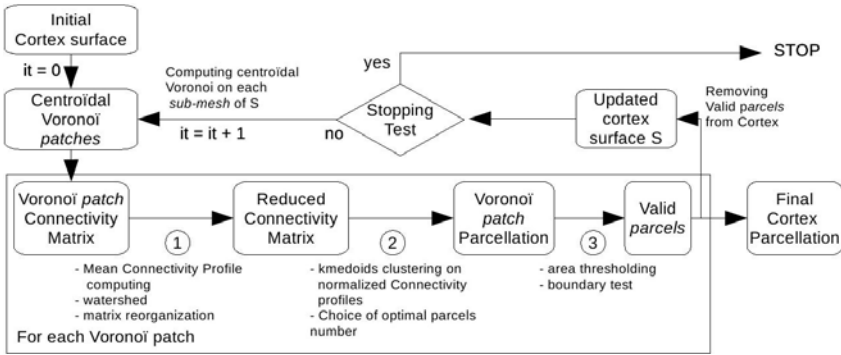 Initial
Cortex surface
it = 0
Centroïdal
Voronoï
patches
Computing centroïdal
Voronoi on each
sub-mesh of S
it = it + 1
no
yes
Stopping
Test
STOP
Updated
cortex
surface S
Removing
Valid parcels
from Cortex
Voronoï patch
Connectivity
Matrix
1
- Mean Connectivity Profile
computing
- watershed
- matrix reorganization
Reduced
Connectivity
Matrix
2
- kmedoids clustering on
normalized Connectivity
profiles
- Choice of optimal parcels
number
Voronoï
patch
Parcellation
3
- area thresholding
- boundary test
Valid
parcels
Final
Cortex
Parcellation
For each Voronoï patch